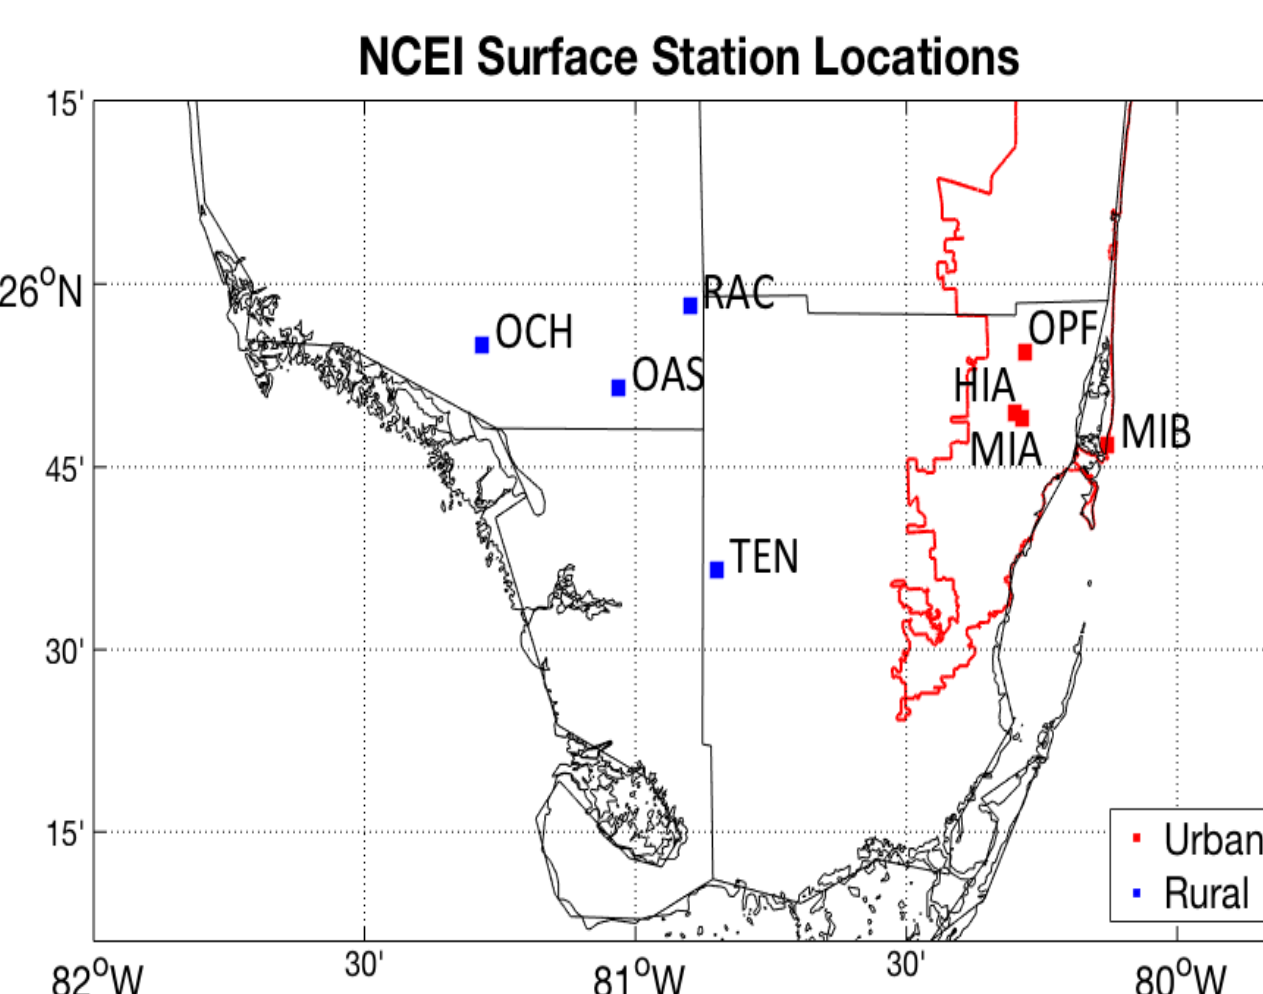 NCEI Surface Station Locations
15'
26°N
RAC
OCH
OPF
OAS
HIA
MIB
MIA
45'
TEN
30'
15'
Urban
Rural
82°W
30'
81°W
30'
80°W